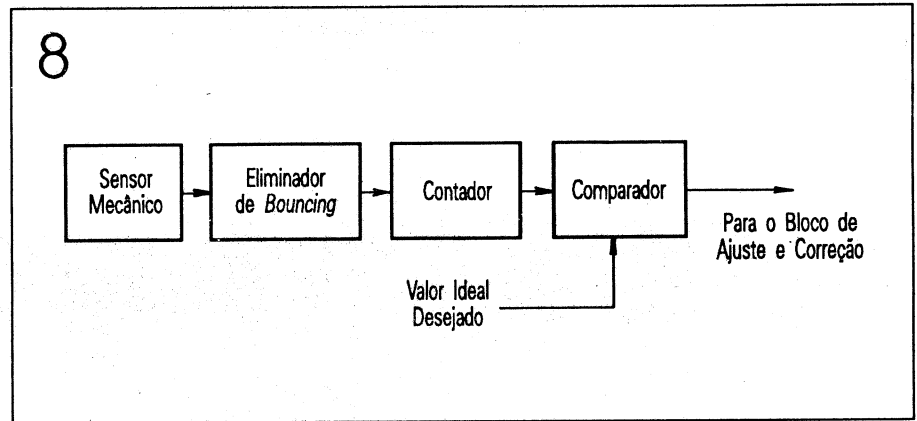 8
Sensor
Mecânico
Eliminador
de Bouncing
Contador
Comparador
Para o Bloco de
Ajuste e Correção
Valor Ideal
Desejado